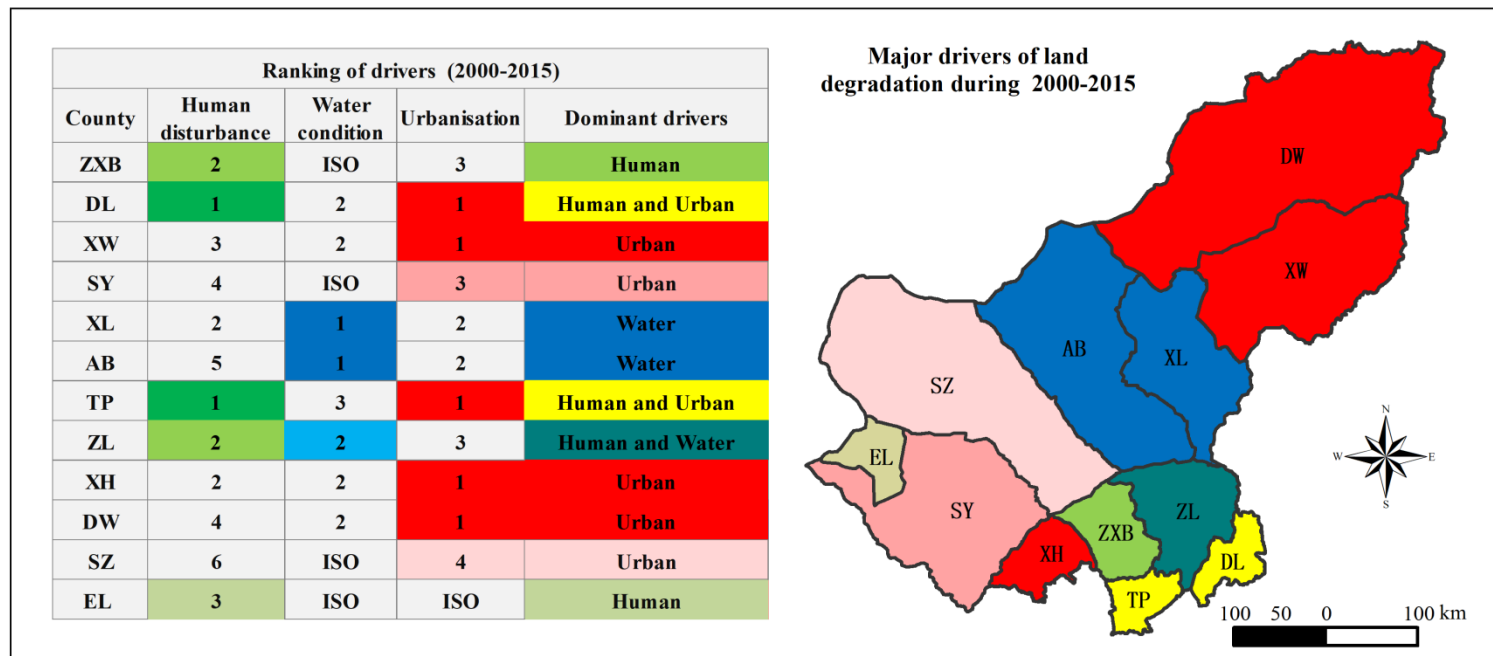 Ranking of drivers (2000-2015)
County Human disturbance Water condition Urbanisation Dominant drivers
ZXB 2 ISO 3 Human
DL 1 2 1 Human and Urban
XW 3 2 1 Urban
SY 4 ISO 3 Urban
XL 2 1 2 Water
AB 5 1 2 Water
TP 1 3 1 Human and Urban
ZL 2 2 3 Human and Water
XH 2 2 1 Urban
DW 4 2 1 Urban
SZ 6 ISO 4 Urban
EL 3 ISO ISO Human
Major drivers of land
degradation during 2000-2015
DW
XW
AB
XL
SZ
EL
SY
ZL
ZXB
XH
DL
TP
N
W E
S
100 50 0 100 km